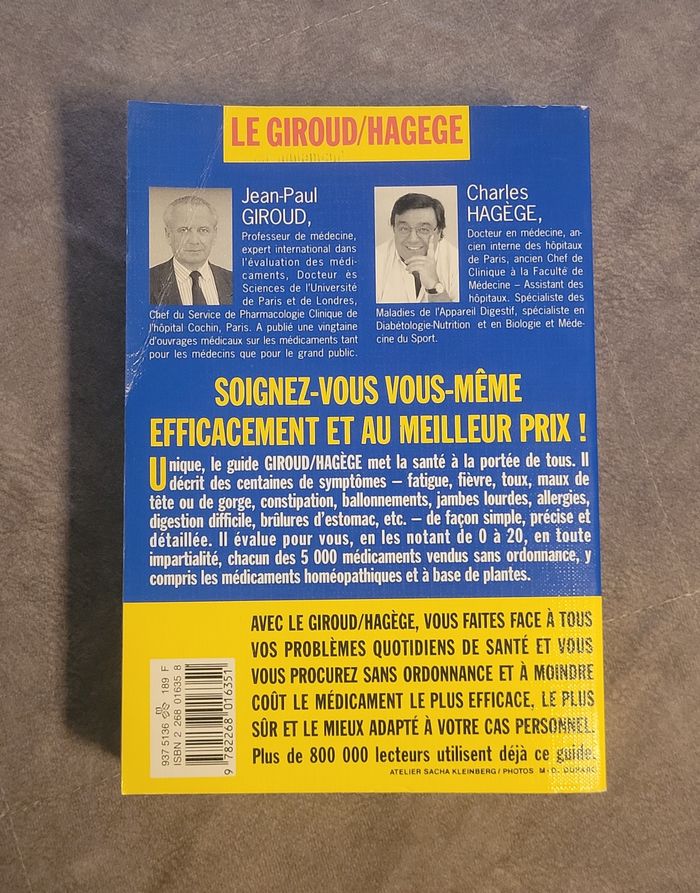 LE GIROUD/HAGEGE
Jean-Paul
GIROUD,
Professeur de médecine,
expert international dans
l'évaluation des médi-
caments, Docteur ès
Sciences de l'Université
de Paris et de Londres,
Chef du Service de Pharmacologie Clinique de
l'hôpital Cochin, Paris. A publié une vingtaine
d'ouvrages médicaux sur les médicaments tant
pour les médecins que pour le grand public.
Charles
HAGÈGE,
Docteur en médecine, an-
cien interne des hôpitaux
de Paris, ancien Chef de
Clinique à la Faculté de
Médecine – Assistant des
hôpitaux. Spécialiste des
Maladies de l'Appareil Digestif, spécialiste en
Diabétologie-Nutrition et en Biologie et Méde-
cine du Sport.
SOIGNEZ-VOUS VOUS-MÊME
EFFICACEMENT ET AU MEILLEUR PRIX !
Unique, le guide GIROUD/HAGÈGE met la santé à la portée de tous. Il
décrit des centaines de symptômes – fatigue, fièvre, toux, maux de
tête ou de gorge, constipation, ballonnements, jambes lourdes, allergies,
digestion difficile, brûlures d'estomac, etc. – de façon simple, précise et
détaillée. Il évalue pour vous, en les notant de 0 à 20, en toute
impartialité, chacun des 5 000 médicaments vendus sans ordonnance, y
compris les médicaments homéopathiques et à base de plantes.
AVEC LE GIROUD/HAGÈGE, VOUS FAITES FACE À TOUS
VOS PROBLÈMES QUOTIDIENS DE SANTÉ ET VOUS
VOUS PROCUREZ SANS ORDONNANCE ET À MOINDRE
COÛT LE MÉDICAMENT LE PLUS EFFICACE, LE PLUS
SÛR ET LE MIEUX ADAPTÉ À VOTRE CAS PERSONNEL.
Plus de 800 000 lecteurs utilisent déjà ce guide.
ATELIER SACHA KLEINBERG / PHOTOS M-D.
937 5136 189 F
ISBN 2 268 01635 8
9 782268 016351